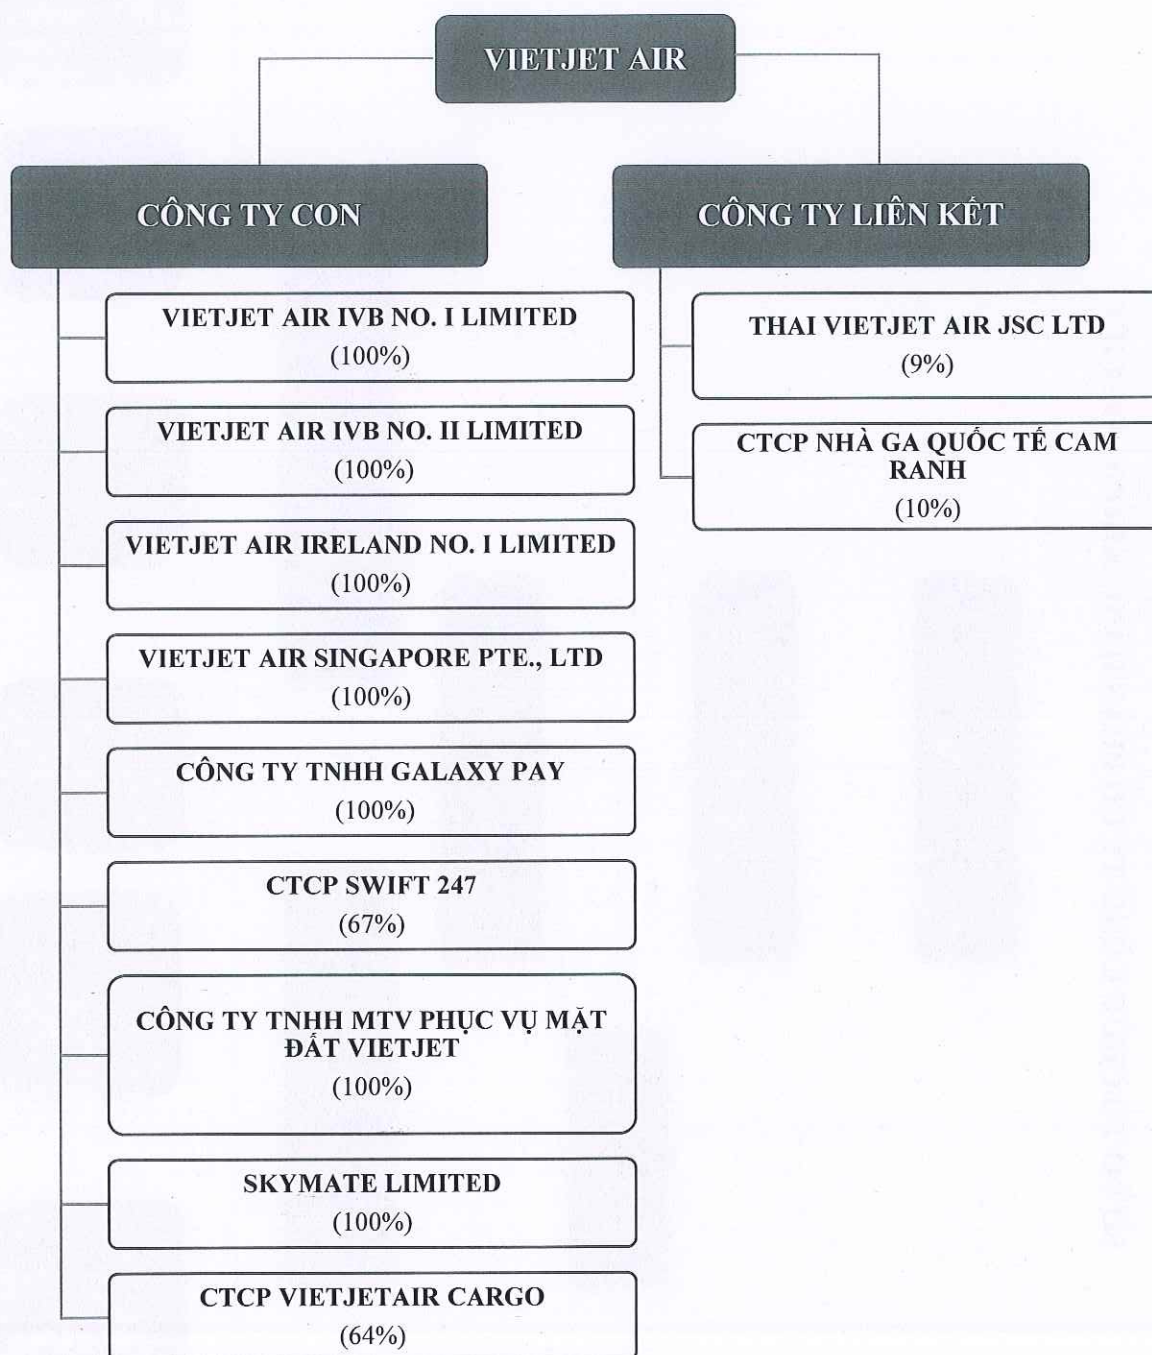 VIETJET AIR
CÔNG TY CON
VIETJET AIR IVB NO. I LIMITED
(100%)
VIETJET AIR IVB NO. II LIMITED
(100%)
VIETJET AIR IRELAND NO. I LIMITED
(100%)
VIETJET AIR SINGAPORE PTE., LTD
(100%)
CÔNG TY TNHH GALAXY PAY
(100%)
CTCP SWIFT 247
(67%)
CÔNG TY TNHH MTV PHỤC VỤ MẶT
ĐẤT VIETJET
(100%)
SKYMATE LIMITED
(100%)
CTCP VIETJETAIR CARGO
(64%)
CÔNG TY LIÊN KẾT
THAI VIETJET AIR JSC LTD
(9%)
CTCP NHÀ GA QUỐC TẾ CAM
RANH
(10%)